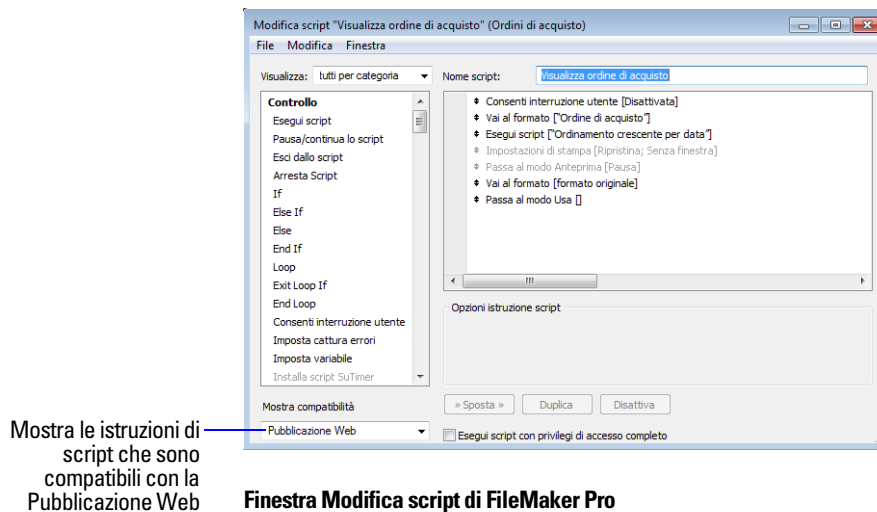 Modifica script "Visualizza ordine di acquisto" (Ordini di acquisto)
File Modifica Finestra
Visualizza: tutti per categoria
Nome script: Visualizza ordine di acquisto
Controllo
Esegui script
Pausa/continua lo script
Esci dallo script
Arresta Script
If
Else If
Else
End If
Loop
Exit Loop If
End Loop
Consenti interruzione utente
Imposta cattura errori
Imposta variabile
Installa script SuTimer
Consenti interruzione utente [Disattivata]
Vai al formato ["Ordine di acquisto"]
Esegui script ["Ordinamento crescente per data"]
Impostazioni di stampa [Ripristina; Senza finestra]
Passa al modo Anteprima [Pausa]
Vai al formato [formato originale]
Passa al modo Usa []
Opzioni istruzione script
Mostra compatibilità
Pubblicazione Web
» Sposta » Duplica Disattiva
Esegui script con privilegi di accesso completo
Mostra le istruzioni di
script che sono
compatibili con la
Pubblicazione Web
Finestra Modifica script di FileMaker Pro